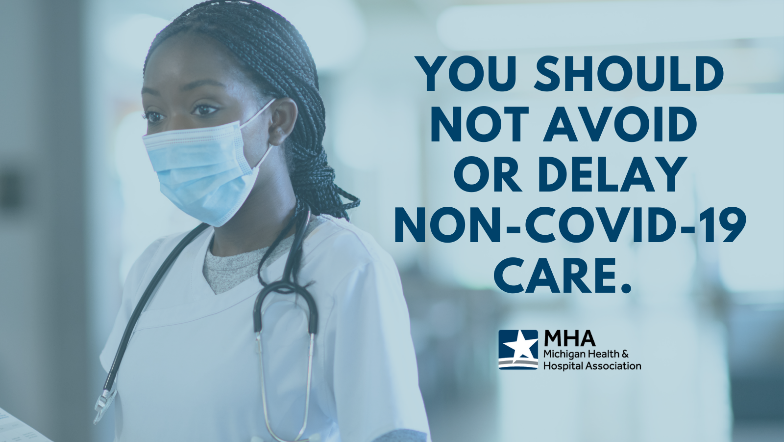 YOU SHOULD
NOT AVOID
OR DELAY
NON-COVID-19
CARE.
MHA
Michigan Health &
Hospital Association